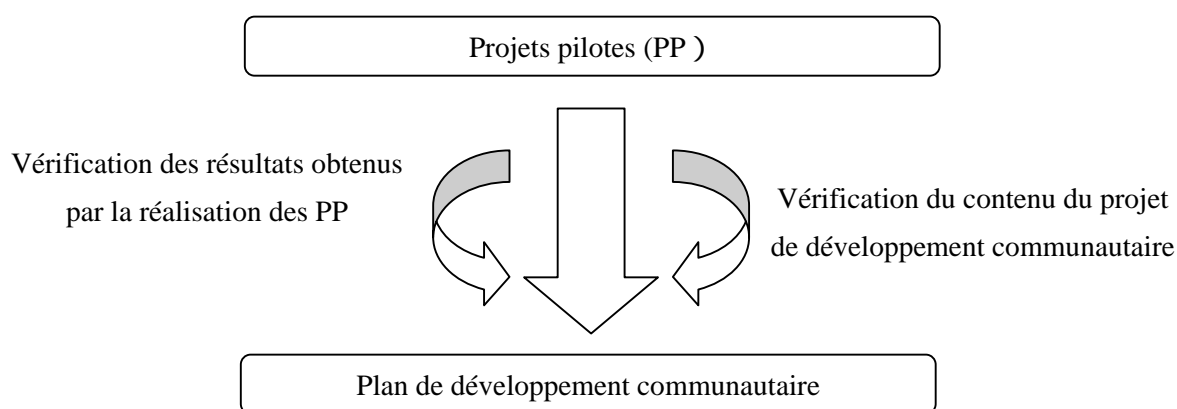 Projets pilotes (PP )
Vérification des résultats obtenus
par la réalisation des PP
Vérification du contenu du projet
de développement communautaire
Plan de développement communautaire